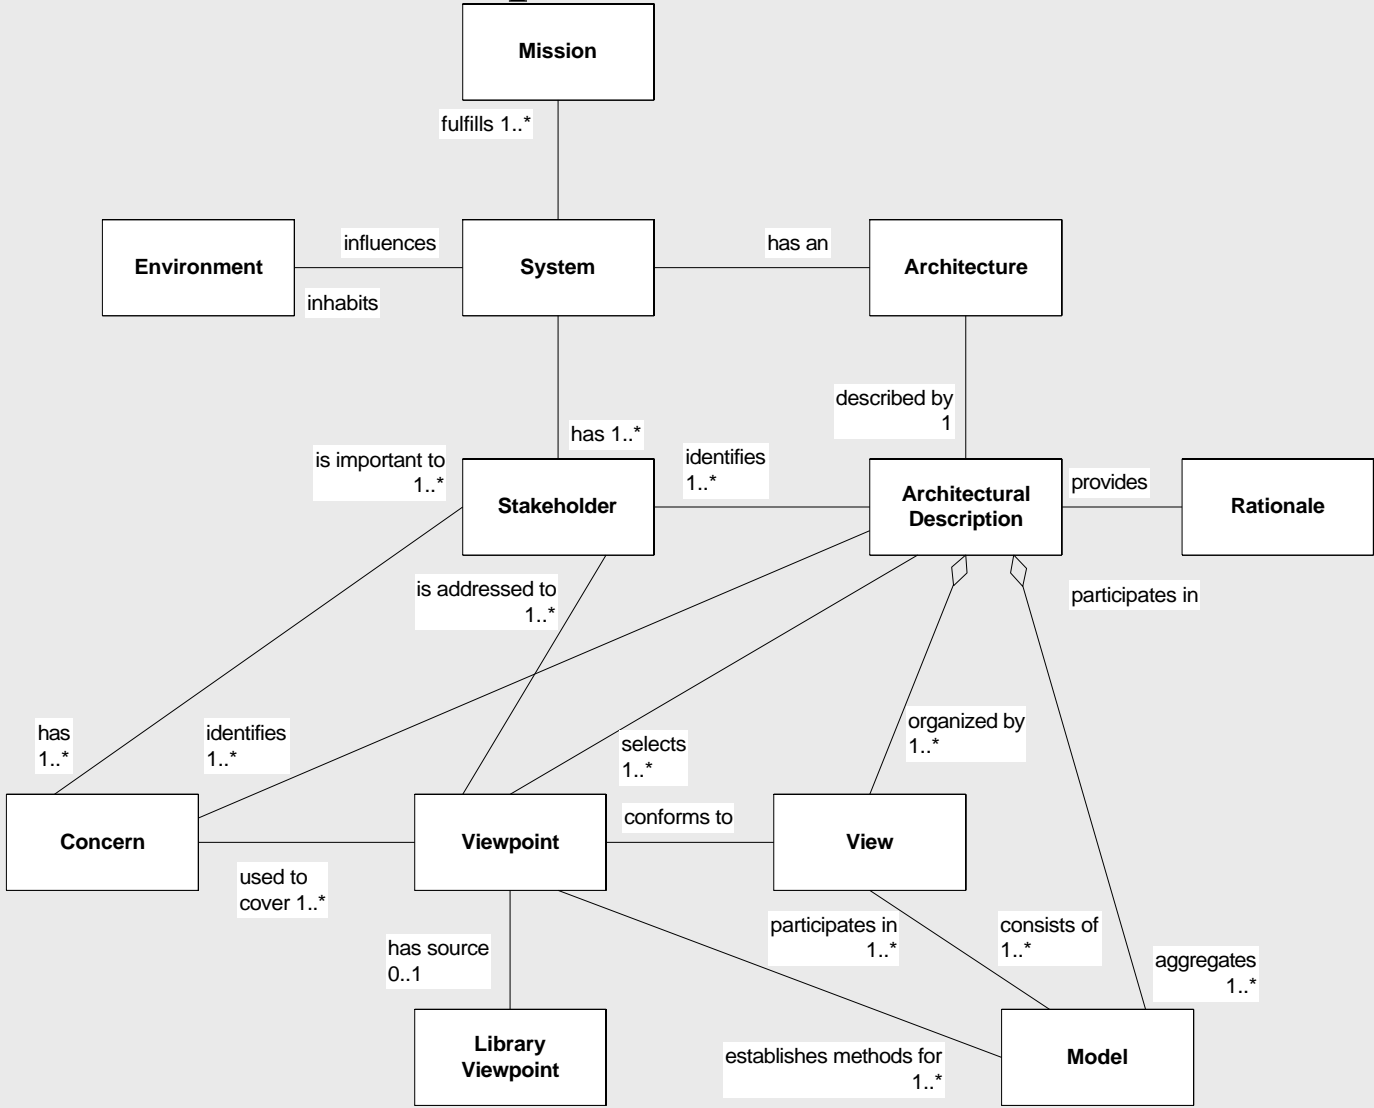 Mission
fulfills 1..*
Environment
influences
inhabits
System
has an
Architecture
described by
1
has 1..*
is important to
1..*
identifies
1..*
Stakeholder
Architectural
Description
provides
Rationale
is addressed to
1..*
participates in
has
1..*
identifies
1..*
selects
1..*
organized by
1..*
Concern
Viewpoint
conforms to
View
used to
cover 1..*
has source
0..1
participates in
1..*
consists of
1..*
aggregates
1..*
Library
Viewpoint
establishes methods for
1..*
Model